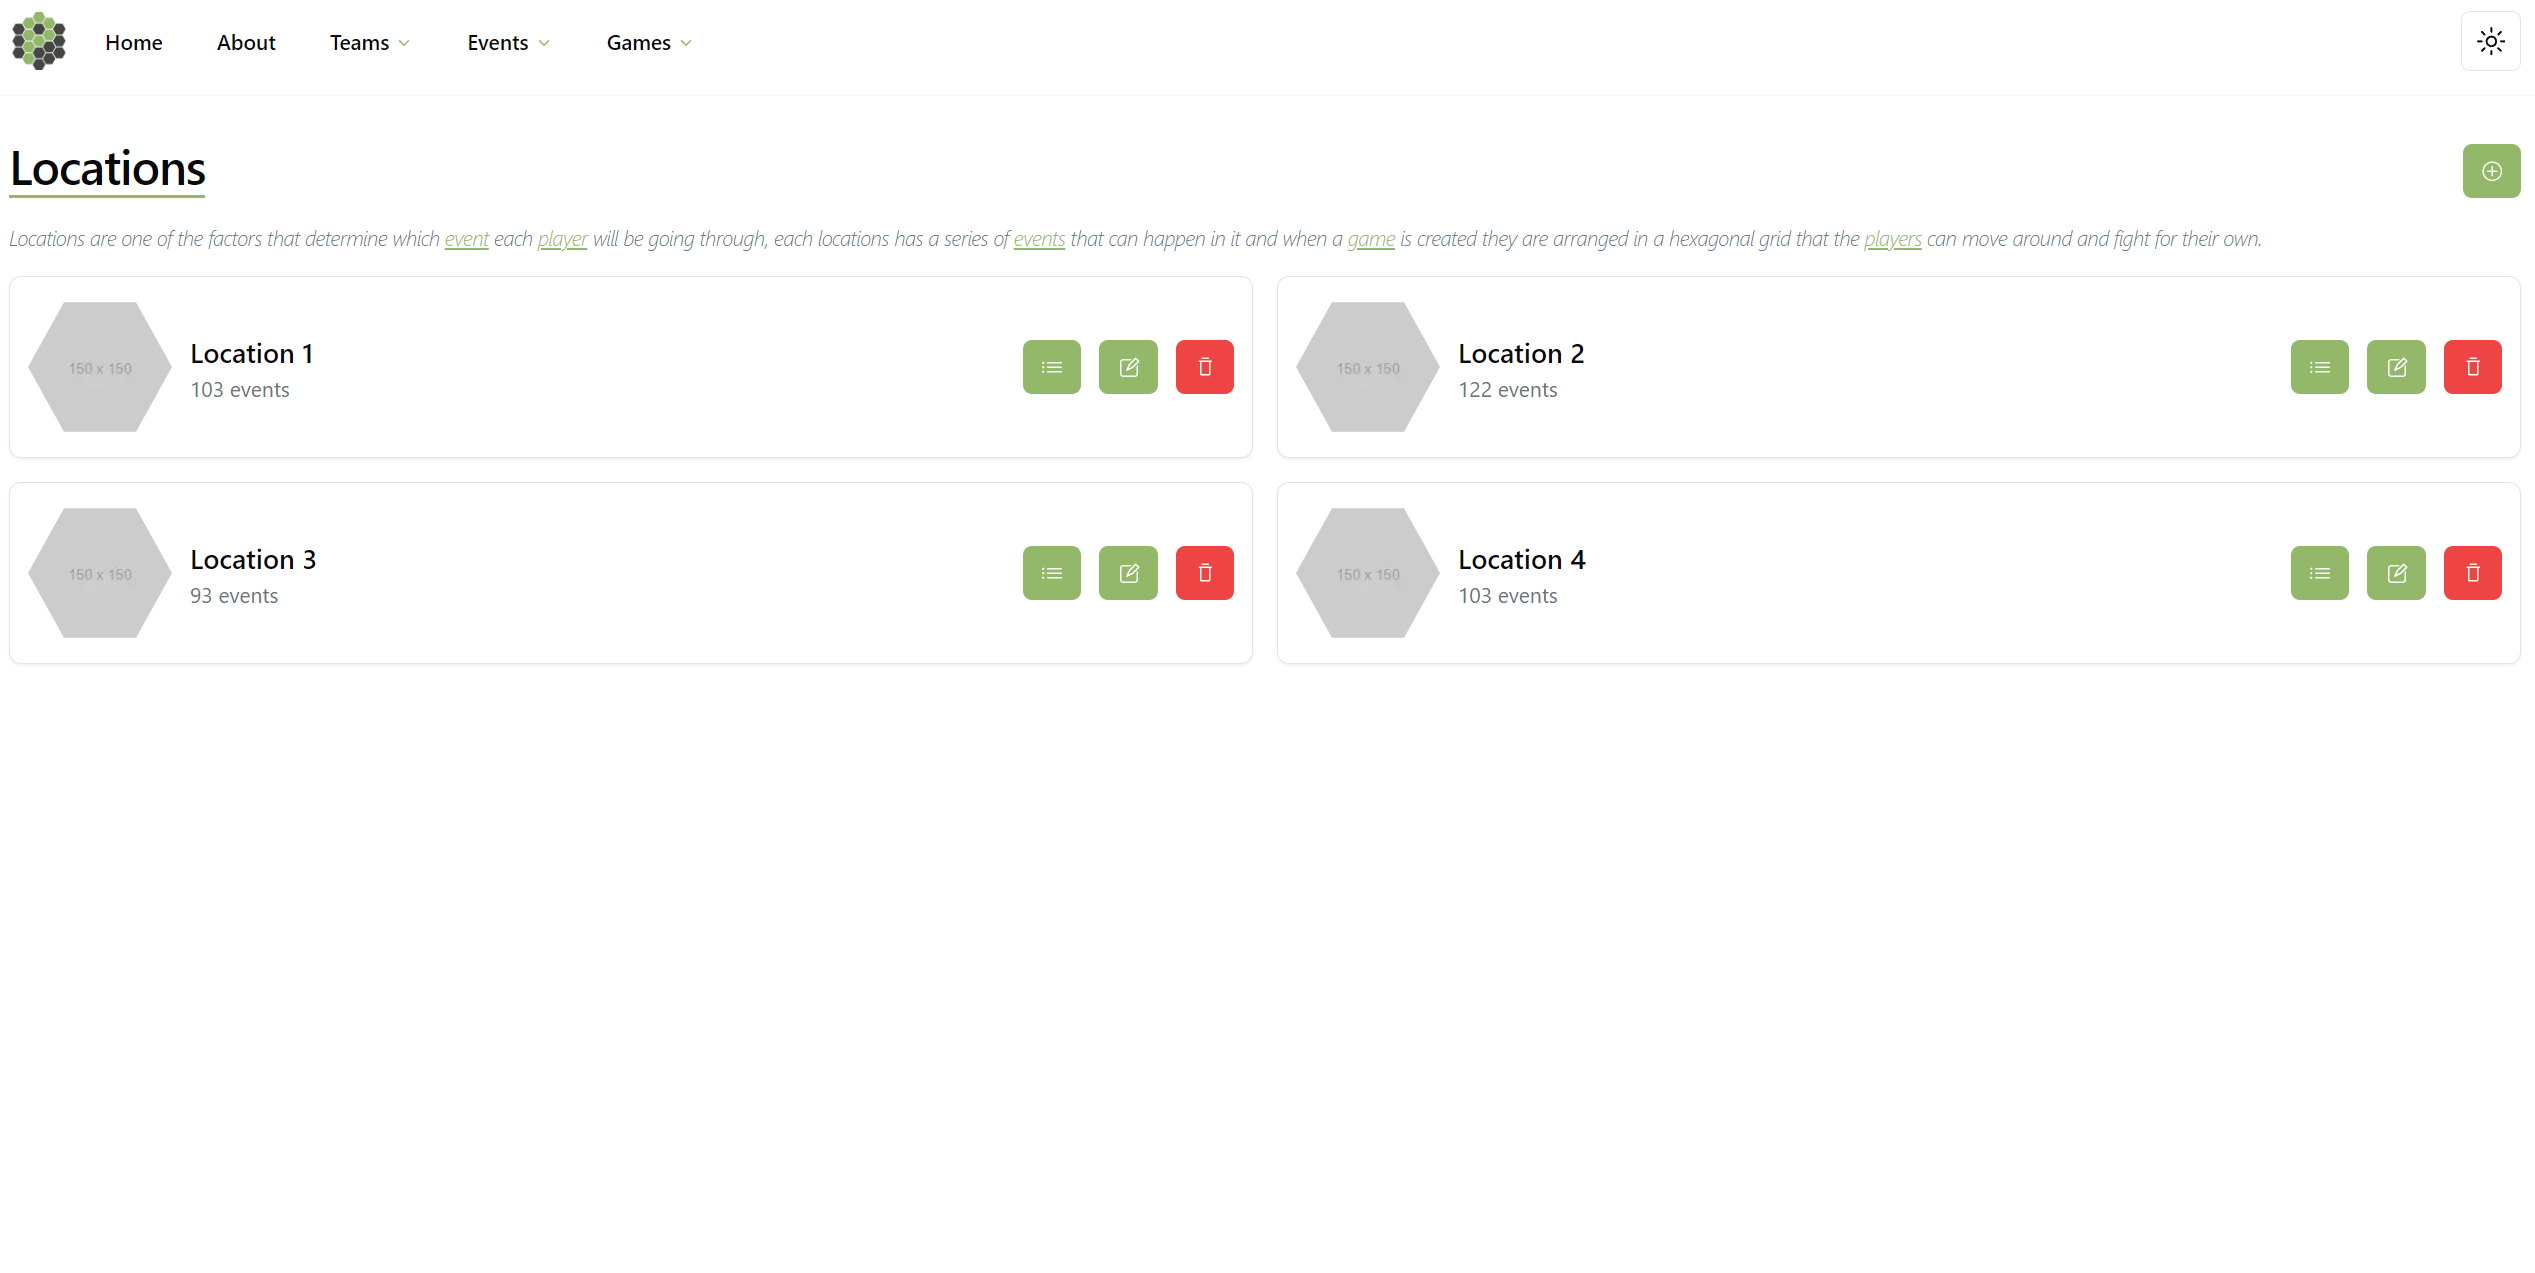 Home About Teams Events Games
Locations
Locations are one of the factors that determine which event each player will be going through, each locations has a series of events that can happen in it and when a game is created they are arranged in a hexagonal grid that the players can move around and fight for their own.
150 x 150
Location 1
103 events
150 x 150
Location 2
122 events
150 x 150
Location 3
93 events
150 x 150
Location 4
103 events